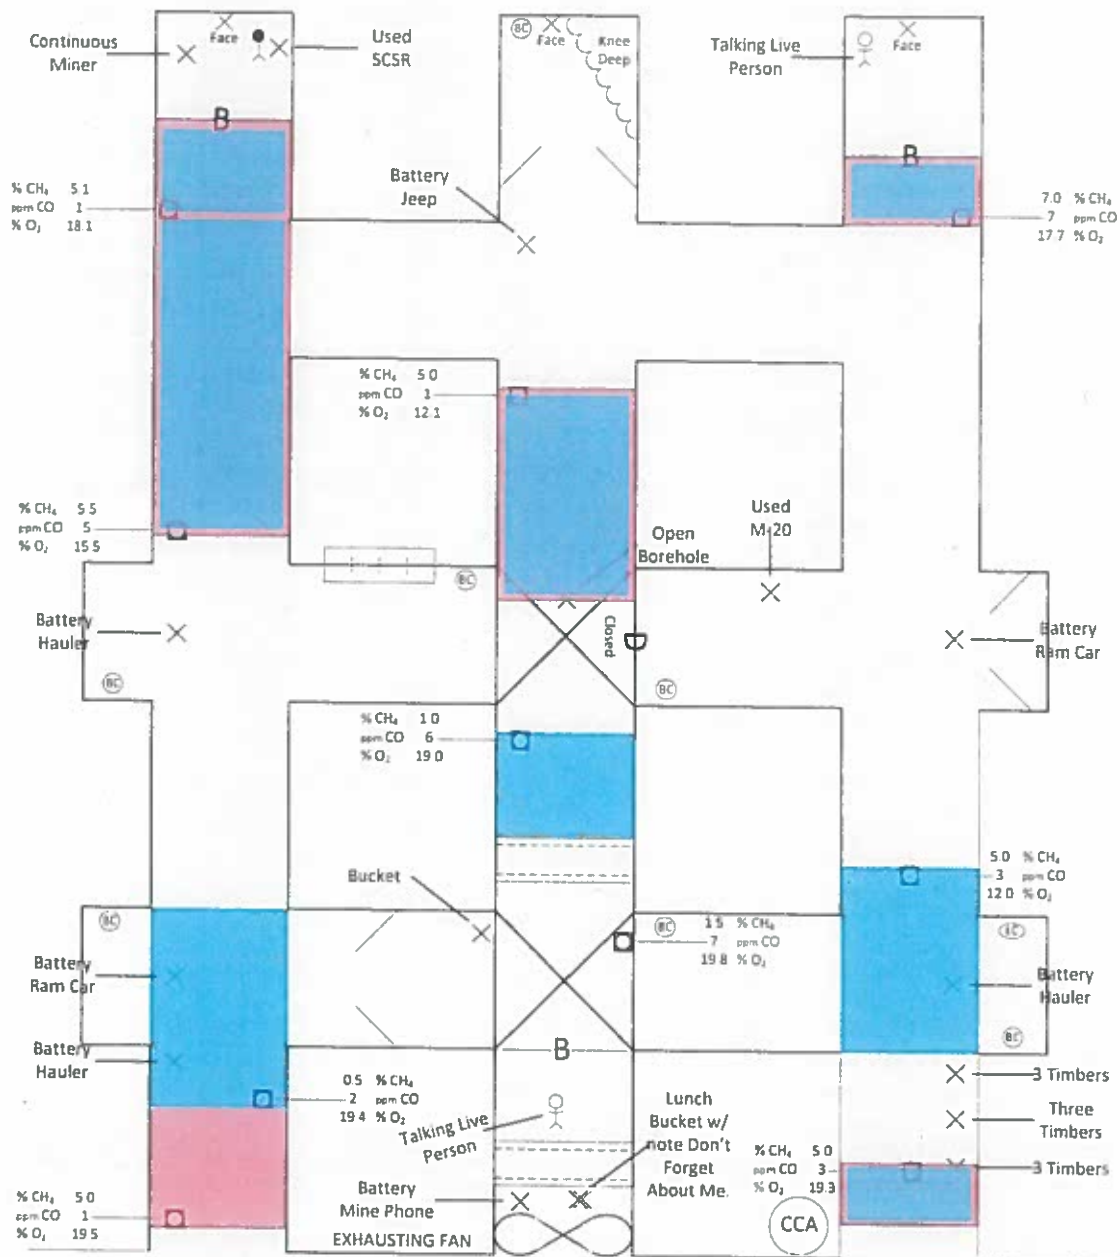 Continuous
Miner
Face
Used
SCSR
BC
Face
Knee
Deep
Talking Live
Person
Face
B
B
Battery
Jeep
% CH₄ 5.1
ppm CO 1
% O₂ 18.1
7.0 % CH₄
7 ppm CO
17.7 % O₂
% CH₄ 5.0
ppm CO 1
% O₂ 12.1
% CH₄ 5.5
ppm CO 5
% O₂ 15.5
Used
M-20
Open
Borehole
BC
Battery
Hauler
Closed
D
Battery
Ram Car
BC
BC
% CH₄ 1.0
ppm CO 6
% O₂ 19.0
Bucket
5.0 % CH₄
3 ppm CO
12.0 % O₂
BC
BC
1.5 % CH₄
7 ppm CO
19.8 % O₂
Battery
Ram Car
Battery
Hauler
BC
B
Battery
Hauler
3 Timbers
0.5 % CH₄
2 ppm CO
19.4 % O₂
Talking Live
Person
Lunch
Bucket w/
note Don't
Forget
About Me.
Three
Timbers
3 Timbers
% CH₄ 5.0
ppm CO 3
% O₂ 19.3
Battery
Mine Phone
% CH₄ 5.0
ppm CO 1
% O₂ 19.5
EXHAUSTING FAN
CCA